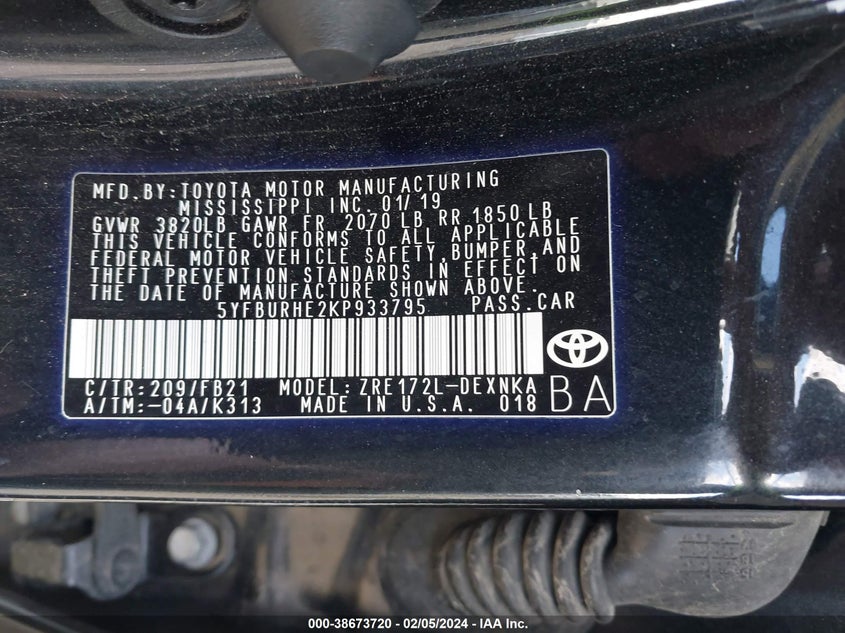 MFD.BY:TOYOTA MOTOR MANUFACTURING
MISSISSIPPI INC. 01/19
GVWR 3820LB GAWR FR 2070 LB RR 1850 LB
THIS VEHICLE CONFORMS TO ALL APPLICABLE
FEDERAL MOTOR VEHICLE SAFETY,BUMPER,AND
THEFT PREVENTION STANDARDS IN EFFECT ON
THE DATE OF MANUFACTURE SHOWN ABOVE.
5YFBURHE2KP933795 PASS.CAR
C/TR:209/FB21 MODEL:ZRE172L-DEXNKA
A/TM:-04A/K313 MADE IN U.S.A. 018 BA
000-38673720 - 02/05/2024 - IAA Inc.